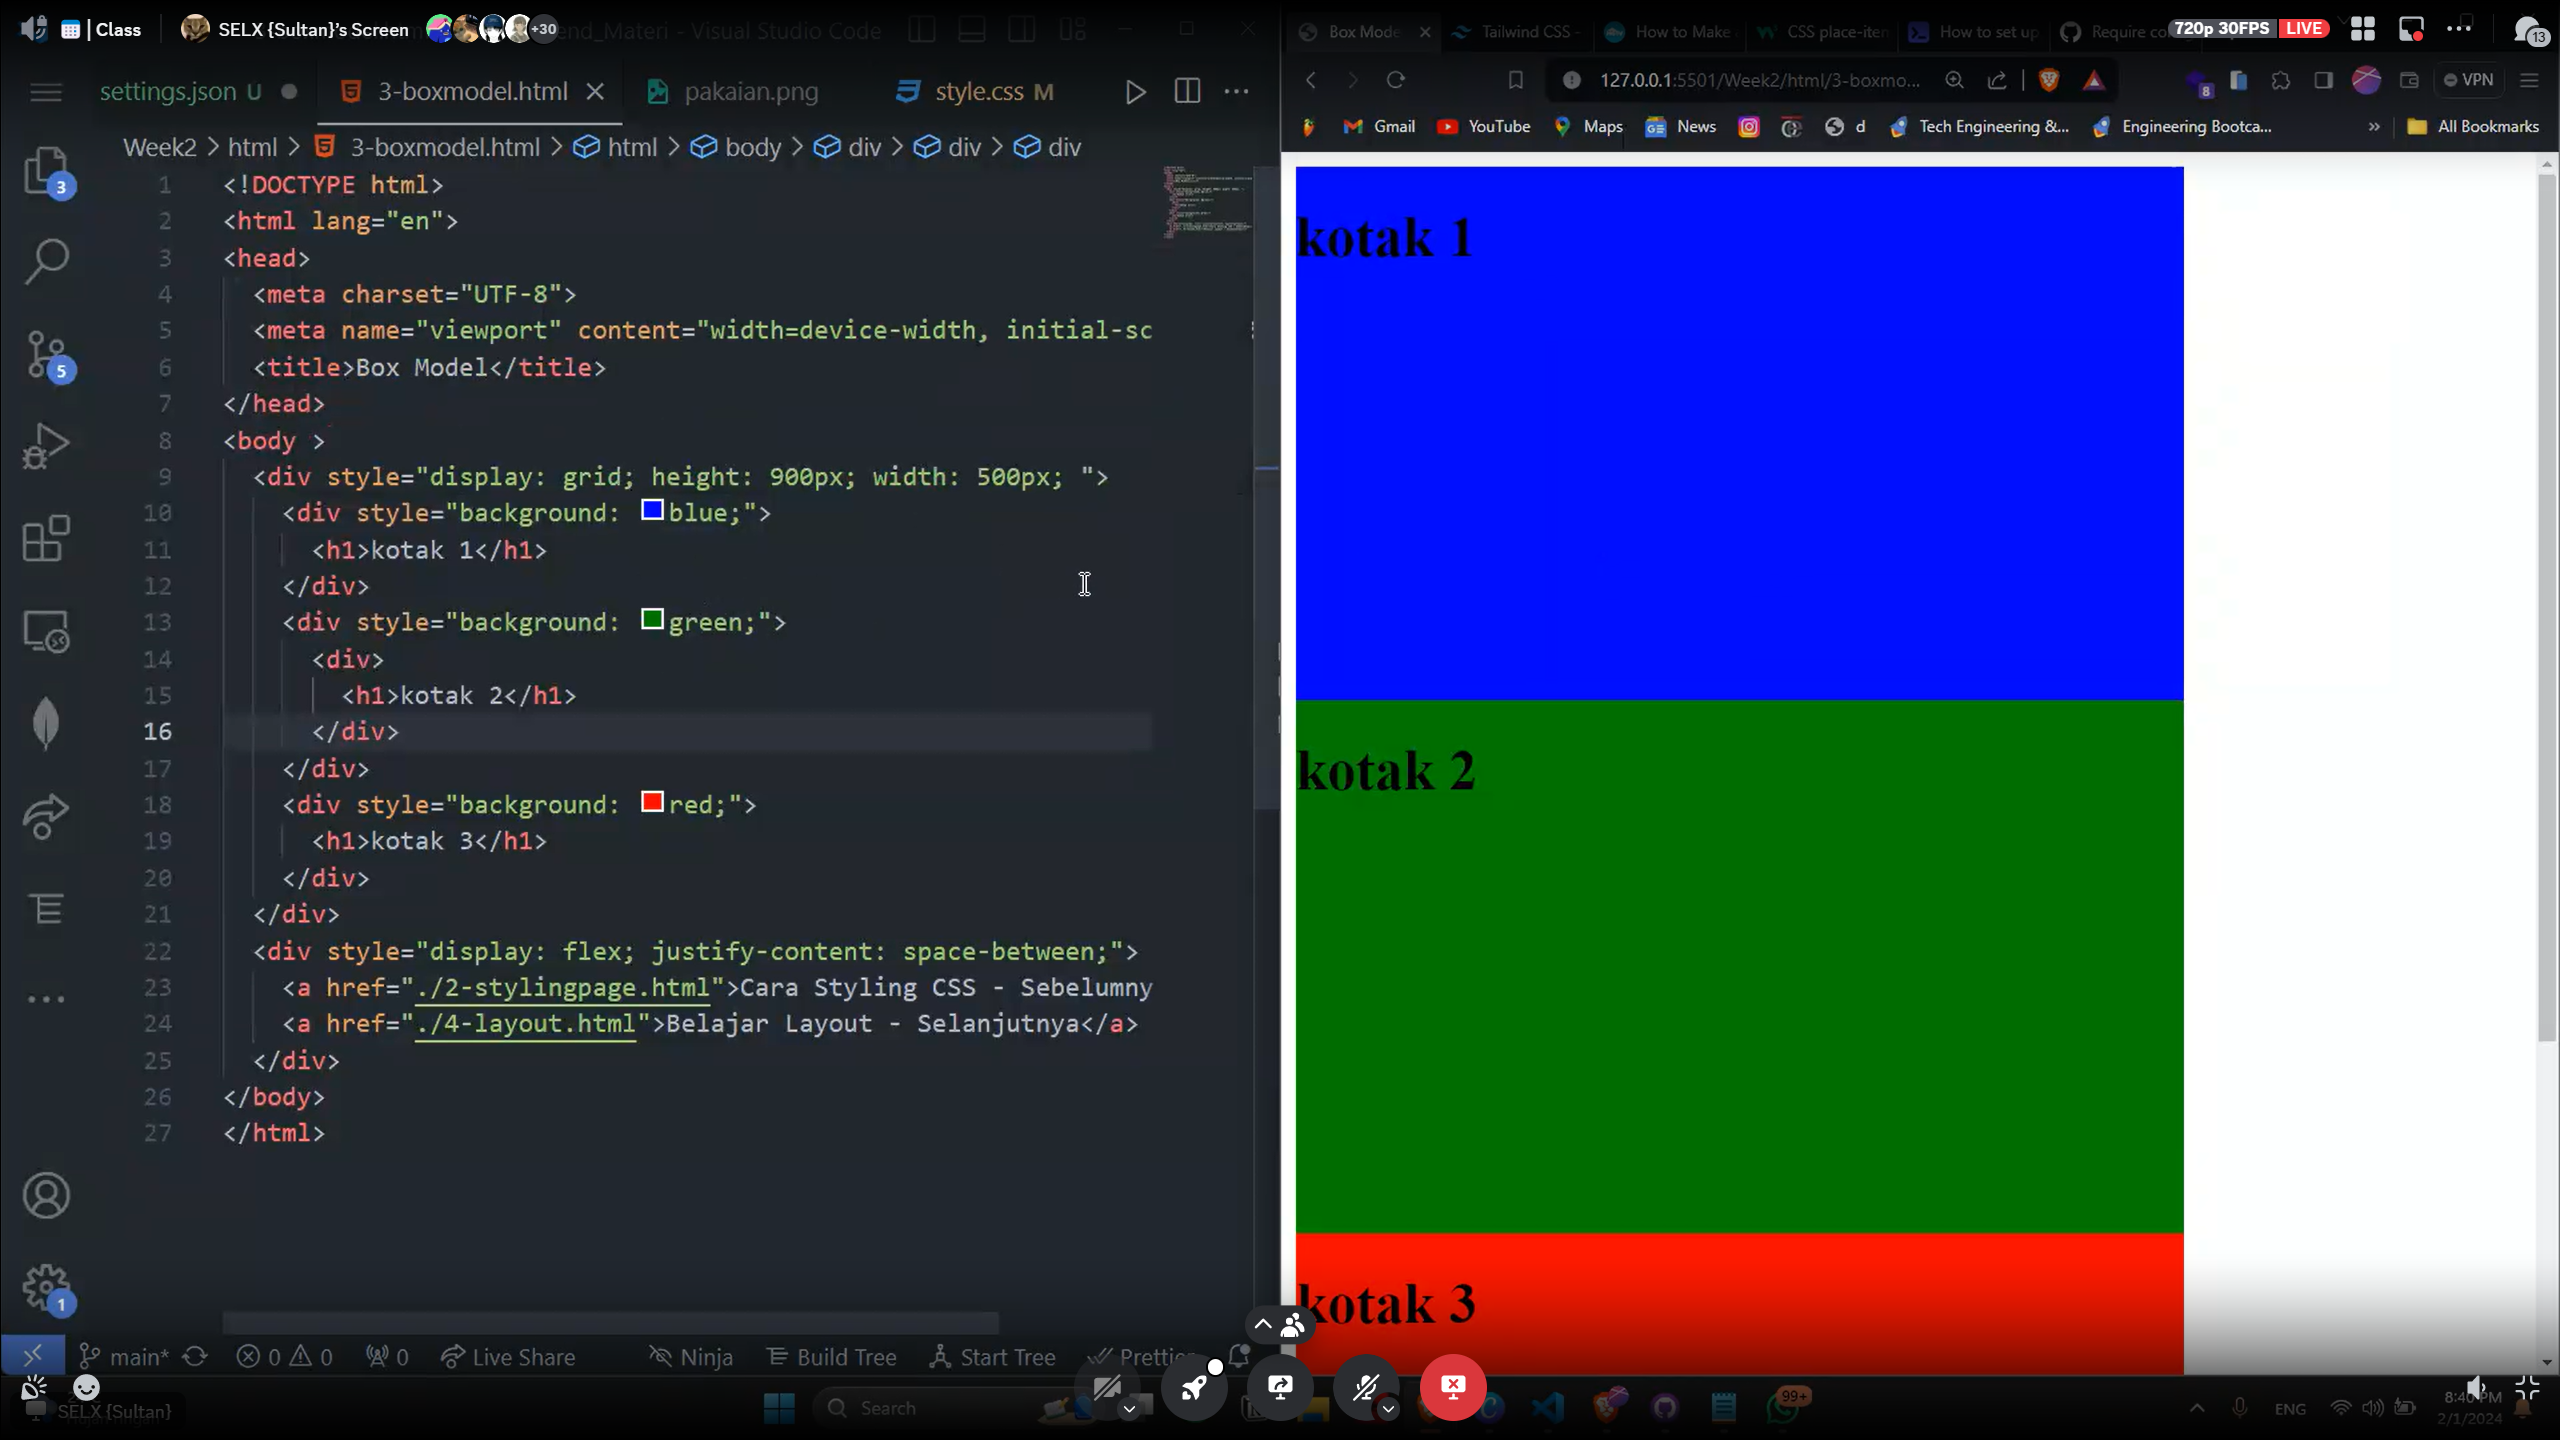 Class
SELX {Sultan}'s Screen
+30
end_Materi - Visual Studio Code
Box Mode
Tailwind CSS -
How to Make
CSS place-iten
How to set up
Require co
720p 30FPS
LIVE
13
settings.json U
3-boxmodel.html
pakaian.png
style.css M
127.0.0.1:5501/Week2/html/3-boxmo...
8
VPN
Gmail
YouTube
Maps
News
d
Tech Engineering &...
Engineering Bootca...
All Bookmarks
Week2 > html > 3-boxmodel.html > html > body > div > div > div
3
5
1 <!DOCTYPE html>
2 <html lang="en">
3 <head>
4 <meta charset="UTF-8">
5 <meta name="viewport" content="width=device-width, initial-sc
6 <title>Box Model</title>
7 </head>
8 <body >
9 <div style="display: grid; height: 900px; width: 500px; ">
10 <div style="background: blue;">
11 <h1>kotak 1</h1>
12 </div>
13 <div style="background: green;">
14 <div>
15 <h1>kotak 2</h1>
16 </div>
17 </div>
18 <div style="background: red;">
19 <h1>kotak 3</h1>
20 </div>
21 </div>
22 <div style="display: flex; justify-content: space-between;">
23 <a href="./2-stylingpage.html">Cara Styling CSS - Sebelumny
24 <a href="./4-layout.html">Belajar Layout - Selanjutnya</a>
25 </div>
26 </body>
27 </html>
1
kotak 1
kotak 2
kotak 3
main*
0
0
0
Live Share
Ninja
Build Tree
Start Tree
Prettier
SELX {Sultan}
Search
99+
ENG
8:40 PM
2/1/2024